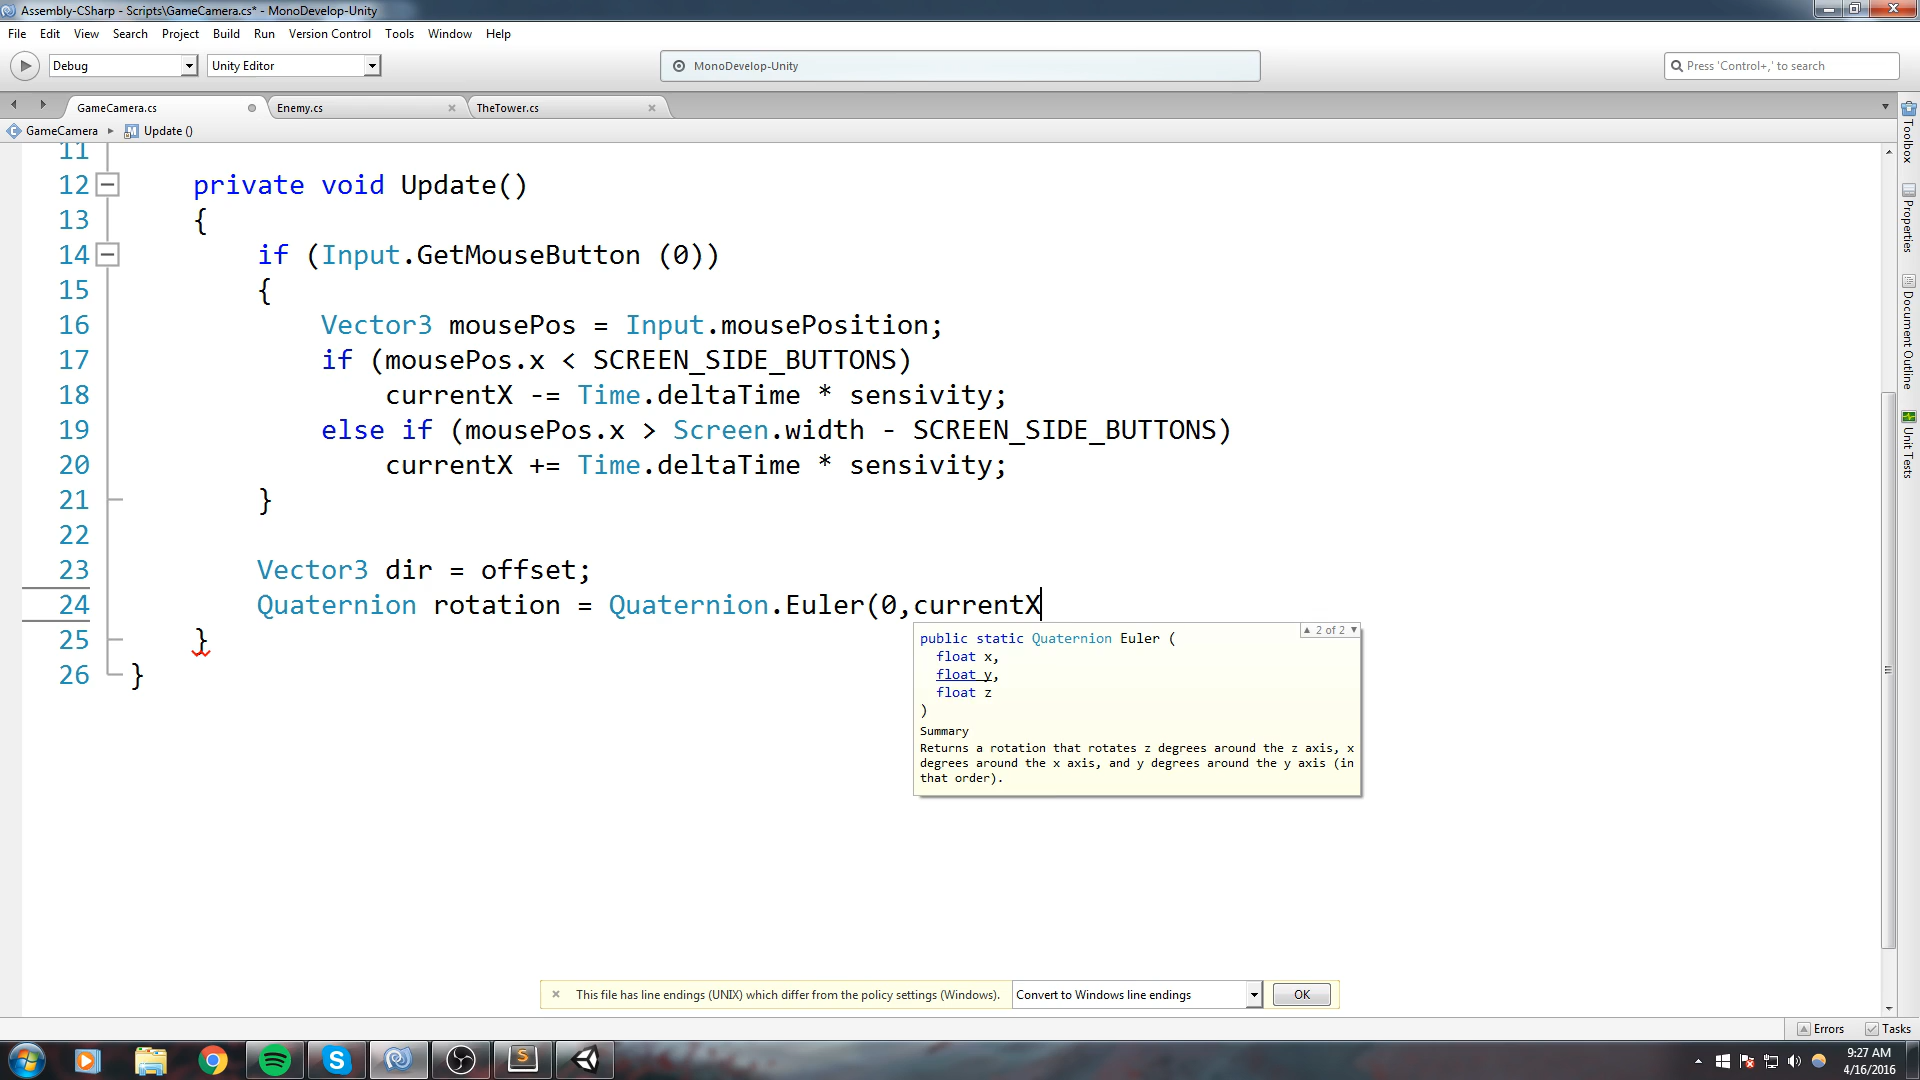 Assembly-CSharp - Scripts\GameCamera.cs* - MonoDevelop-Unity
File Edit View Search Project Build Run Version Control Tools Window Help
Debug Unity Editor MonoDevelop-Unity Press 'Control+,' to search
GameCamera.cs Enemy.cs TheTower.cs
GameCamera Update ()
11
12 private void Update()
13 {
14 if (Input.GetMouseButton (0))
15 {
16 Vector3 mousePos = Input.mousePosition;
17 if (mousePos.x < SCREEN_SIDE_BUTTONS)
18 currentX -= Time.deltaTime * sensivity;
19 else if (mousePos.x > Screen.width - SCREEN_SIDE_BUTTONS)
20 currentX += Time.deltaTime * sensivity;
21 }
22
23 Vector3 dir = offset;
24 Quaternion rotation = Quaternion.Euler(0,currentX
25 }
26 }
2 of 2
public static Quaternion Euler (
float x,
float y,
float z
)
Summary
Returns a rotation that rotates z degrees around the z axis, x
degrees around the x axis, and y degrees around the y axis (in
that order).
Toolbox
Properties
Document Outline
Unit Tests
This file has line endings (UNIX) which differ from the policy settings (Windows). Convert to Windows line endings OK
Errors Tasks
9:27 AM
4/16/2016